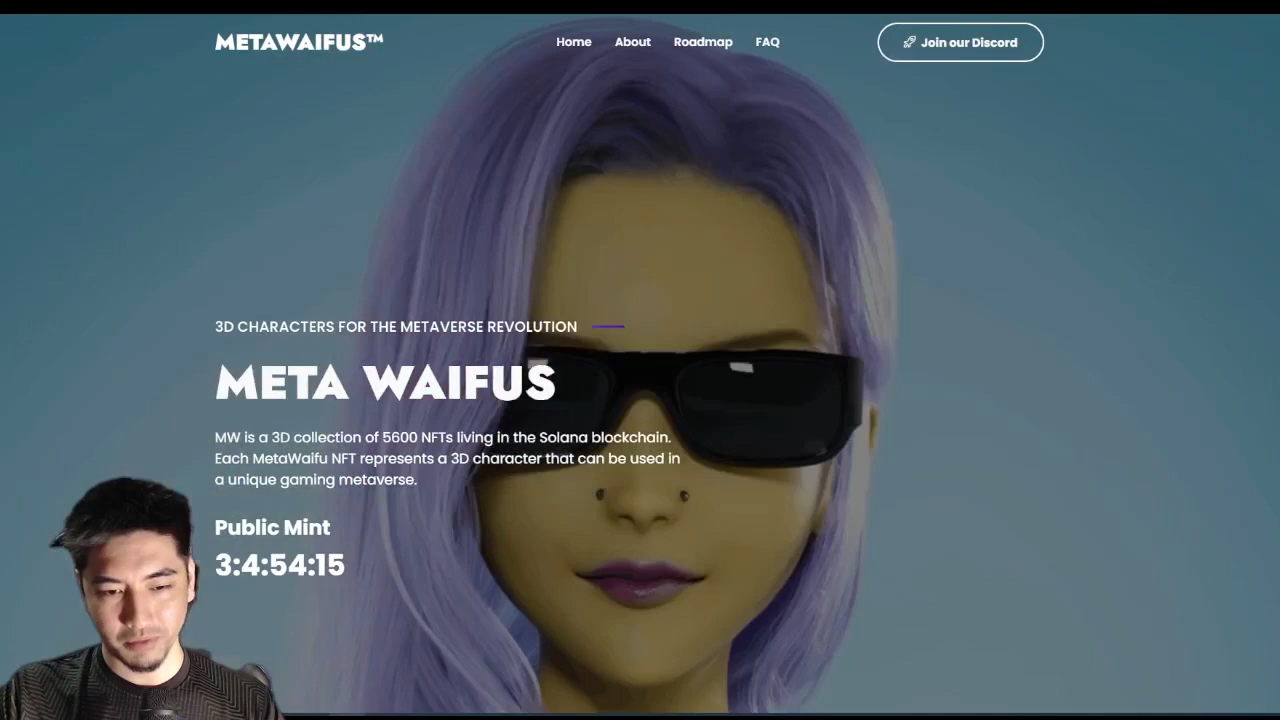 METAWAIFUS™
Home About Roadmap FAQ
Join our Discord
3D CHARACTERS FOR THE METAVERSE REVOLUTION
META WAIFUS
MW is a 3D collection of 5600 NFTs living in the Solana blockchain.
Each MetaWaifu NFT represents a 3D character that can be used in
a unique gaming metaverse.
Public Mint
3:4:54:15